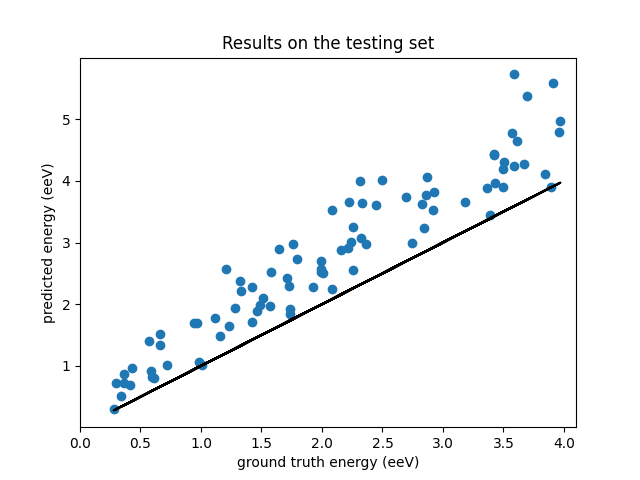 Results on the testing set
predicted energy (eeV)
5
4
3
2
1
0.0 0.5 1.0 1.5 2.0 2.5 3.0 3.5 4.0
ground truth energy (eeV)